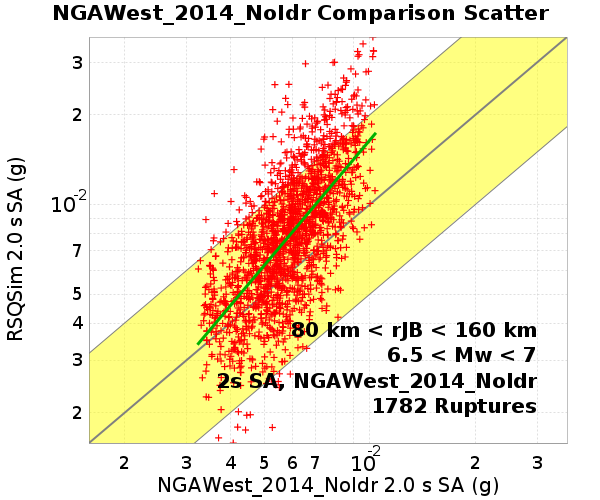 NGAWest_2014_NoIdr Comparison Scatter
RSQSim 2.0 s SA (g)
3
2
10-2
7
5
4
3
2
80 km < rJB < 160 km
6.5 < Mw < 7
2s SA, NGAWest_2014_NoIdr
1782 Ruptures
2 3 4 5 6 7 10-2 2 3
NGAWest_2014_NoIdr 2.0 s SA (g)